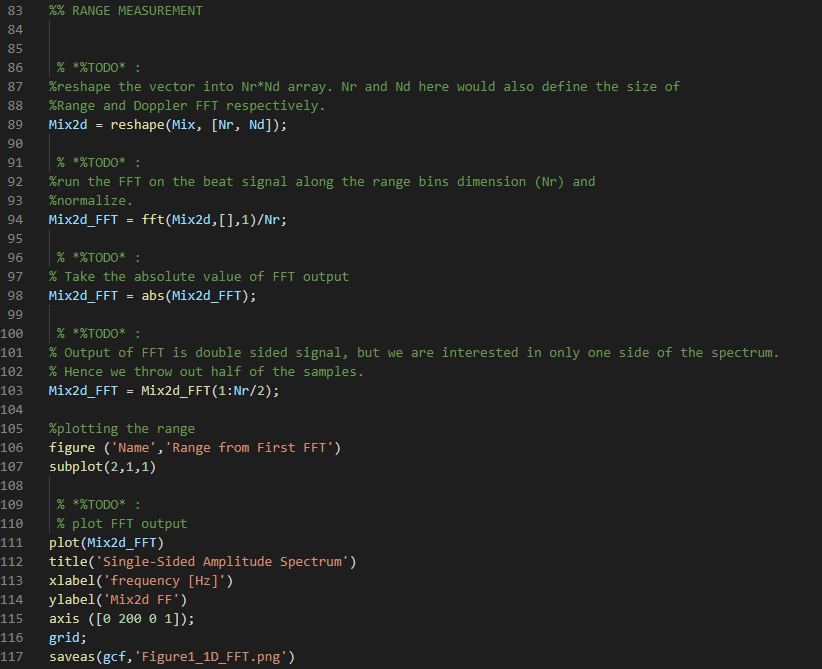 83 %% RANGE MEASUREMENT
84
85
86 % *%TODO* :
87 %reshape the vector into Nr*Nd array. Nr and Nd here would also define the size of
88 %Range and Doppler FFT respectively.
89 Mix2d = reshape(Mix, [Nr, Nd]);
90
91 % *%TODO* :
92 %run the FFT on the beat signal along the range bins dimension (Nr) and
93 %normalize.
94 Mix2d_FFT = fft(Mix2d,[],1)/Nr;
95
96 % *%TODO* :
97 % Take the absolute value of FFT output
98 Mix2d_FFT = abs(Mix2d_FFT);
99
100 % *%TODO* :
101 % Output of FFT is double sided signal, but we are interested in only one side of the spectrum.
102 % Hence we throw out half of the samples.
103 Mix2d_FFT = Mix2d_FFT(1:Nr/2);
104
105 %plotting the range
106 figure ('Name','Range from First FFT')
107 subplot(2,1,1)
108
109 % *%TODO* :
110 % plot FFT output
111 plot(Mix2d_FFT)
112 title('Single-Sided Amplitude Spectrum')
113 xlabel('frequency [Hz]')
114 ylabel('Mix2d FF')
115 axis ([0 200 0 1]);
116 grid;
117 saveas(gcf,'Figure1_1D_FFT.png')